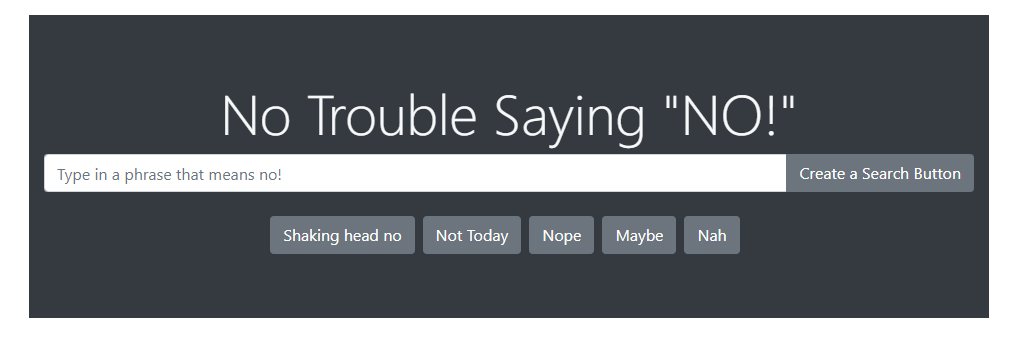 No Trouble Saying "NO!"
Type in a phrase that means no! Create a Search Button
Shaking head no Not Today Nope Maybe Nah